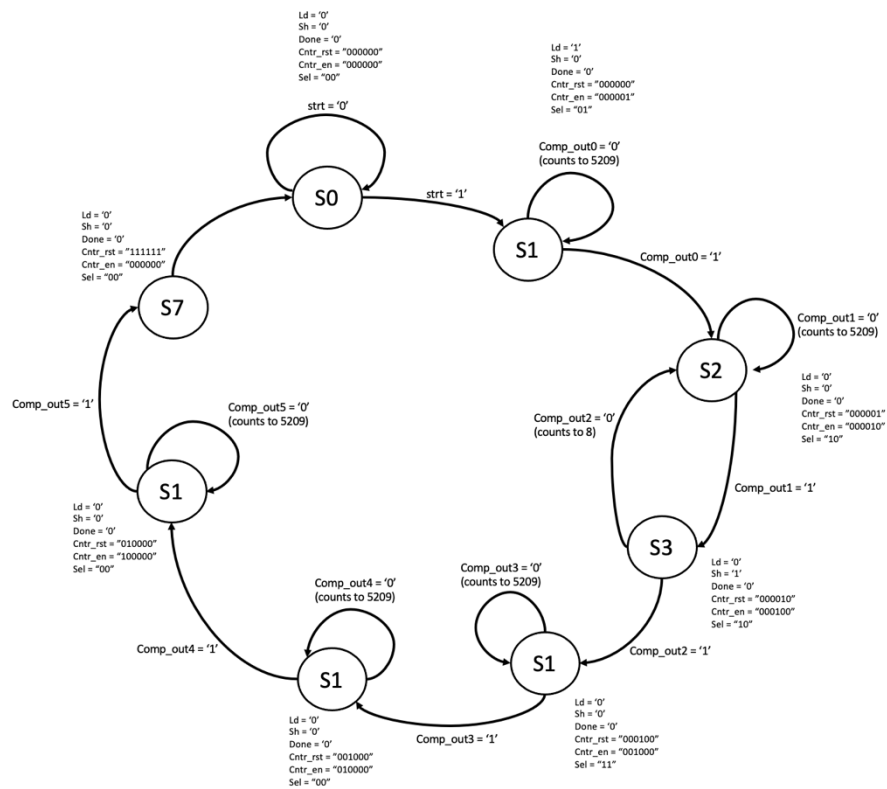 Ld = ‘0’
Sh = ‘0’
Done = ‘0’
Cntr_rst = “000000”
Cntr_en = “000000”
Sel = “00”
strt = ‘0’
S0
strt = ‘1’
Ld = ‘1’
Sh = ‘0’
Done = ‘0’
Cntr_rst = “000000”
Cntr_en = “000001”
Sel = “01”
Comp_out0 = ‘0’
(counts to 5209)
S1
Comp_out0 = ‘1’
Comp_out1 = ‘0’
(counts to 5209)
S2
Ld = ‘0’
Sh = ‘0’
Done = ‘0’
Cntr_rst = “000001”
Cntr_en = “000010”
Sel = “10”
Comp_out2 = ‘0’
(counts to 8)
Comp_out1 = ‘1’
S3
Ld = ‘0’
Sh = ‘1’
Done = ‘0’
Cntr_rst = “000010”
Cntr_en = “000100”
Sel = “10”
Comp_out2 = ‘1’
Comp_out3 = ‘0’
(counts to 5209)
S1
Ld = ‘0’
Sh = ‘0’
Done = ‘0’
Cntr_rst = “000100”
Cntr_en = “001000”
Sel = “11”
Comp_out3 = ‘1’
Comp_out4 = ‘0’
(counts to 5209)
S1
Ld = ‘0’
Sh = ‘0’
Done = ‘0’
Cntr_rst = “001000”
Cntr_en = “010000”
Sel = “00”
Comp_out4 = ‘1’
Comp_out5 = ‘0’
(counts to 5209)
S1
Ld = ‘0’
Sh = ‘0’
Done = ‘0’
Cntr_rst = “010000”
Cntr_en = “100000”
Sel = “00”
Comp_out5 = ‘1’
S7
Ld = ‘0’
Sh = ‘0’
Done = ‘0’
Cntr_rst = “111111”
Cntr_en = “000000”
Sel = “00”